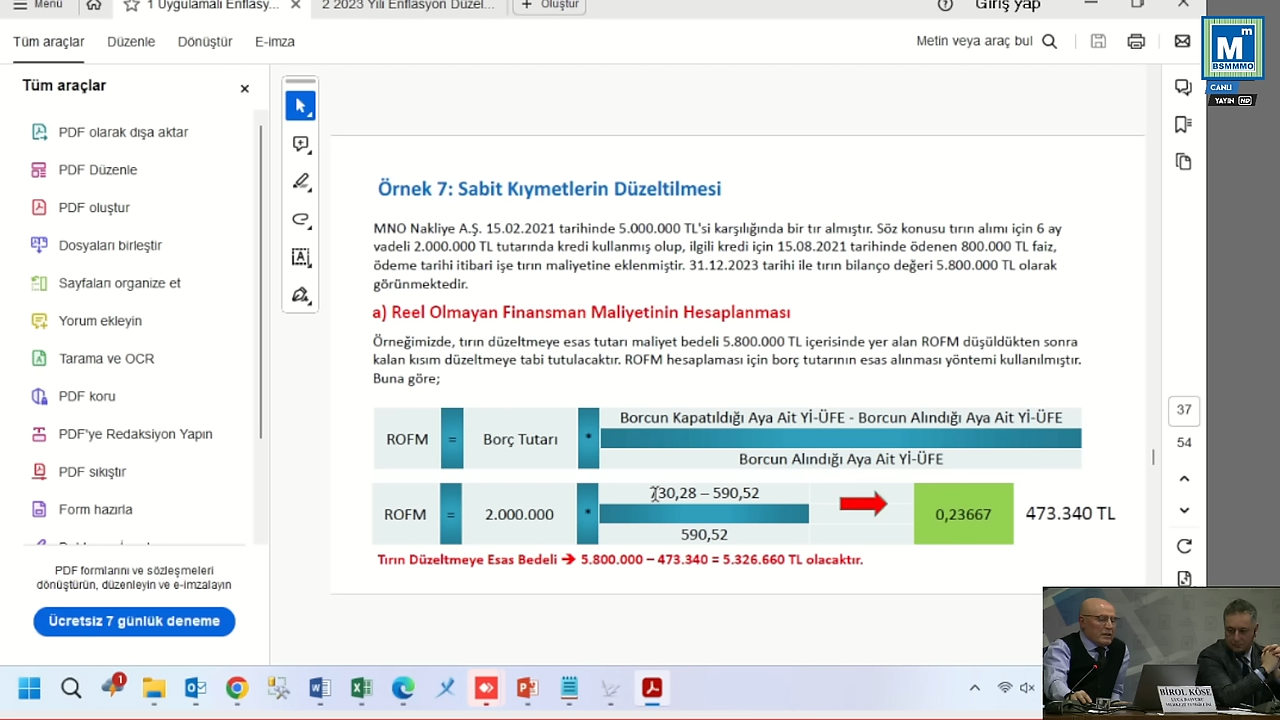 Menü
1 Uygulamalı Enflasy...
2 2023 Yılı Enflasyon Düzel...
+ Oluştur
Giriş yap
Tüm araçlar
Düzenle
Dönüştür
E-imza
Metin veya araç bul
M m
BSMMMO
CANLI
YAYIN HD
Tüm araçlar
PDF olarak dışa aktar
PDF Düzenle
PDF oluştur
Dosyaları birleştir
Sayfaları organize et
Yorum ekleyin
Tarama ve OCR
PDF koru
PDF'ye Redaksiyon Yapın
PDF sıkıştır
Form hazırla
PDF formlarını ve sözleşmeleri
dönüştürün, düzenleyin ve e-imzalayın
Ücretsiz 7 günlük deneme
Örnek 7: Sabit Kıymetlerin Düzeltilmesi
MNO Nakliye A.Ş. 15.02.2021 tarihinde 5.000.000 TL'si karşılığında bir tır almıştır. Söz konusu tırın alımı için 6 ay
vadeli 2.000.000 TL tutarında kredi kullanmış olup, ilgili kredi için 15.08.2021 tarihinde ödenen 800.000 TL faiz,
ödeme tarihi itibari işe tırın maliyetine eklenmiştir. 31.12.2023 tarihi ile tırın bilanço değeri 5.800.000 TL olarak
görünmektedir.
a) Reel Olmayan Finansman Maliyetinin Hesaplanması
Örneğimizde, tırın düzeltmeye esas tutarı maliyet bedeli 5.800.000 TL içerisinde yer alan ROFM düşüldükten sonra
kalan kısım düzeltmeye tabi tutulacaktır. ROFM hesaplaması için borç tutarının esas alınması yöntemi kullanılmıştır.
Buna göre;
ROFM = Borç Tutarı * Borcun Kapatıldığı Aya Ait Yİ-ÜFE - Borcun Alındığı Aya Ait Yİ-ÜFE
Borcun Alındığı Aya Ait Yİ-ÜFE
ROFM = 2.000.000 * 730,28 – 590,52
590,52
0,23667
473.340 TL
Tırın Düzeltmeye Esas Bedeli → 5.800.000 – 473.340 = 5.326.660 TL olacaktır.
37
54
1
BİROL KÖSE